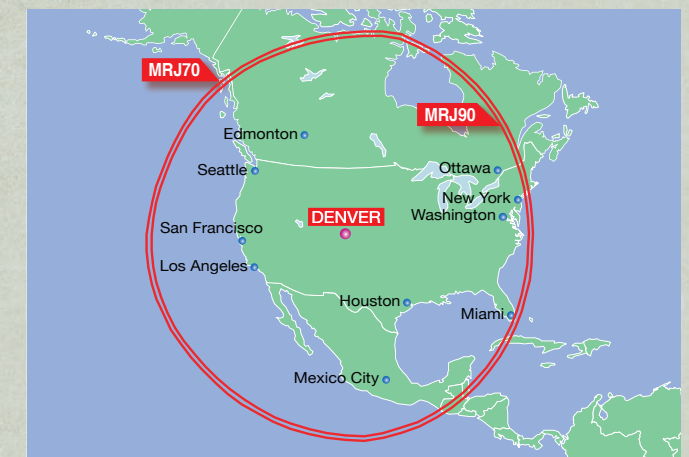 MRJ70
MRJ90
Edmonton
Seattle
Ottawa
New York
Washington
DENVER
San Francisco
Los Angeles
Houston
Miami
Mexico City